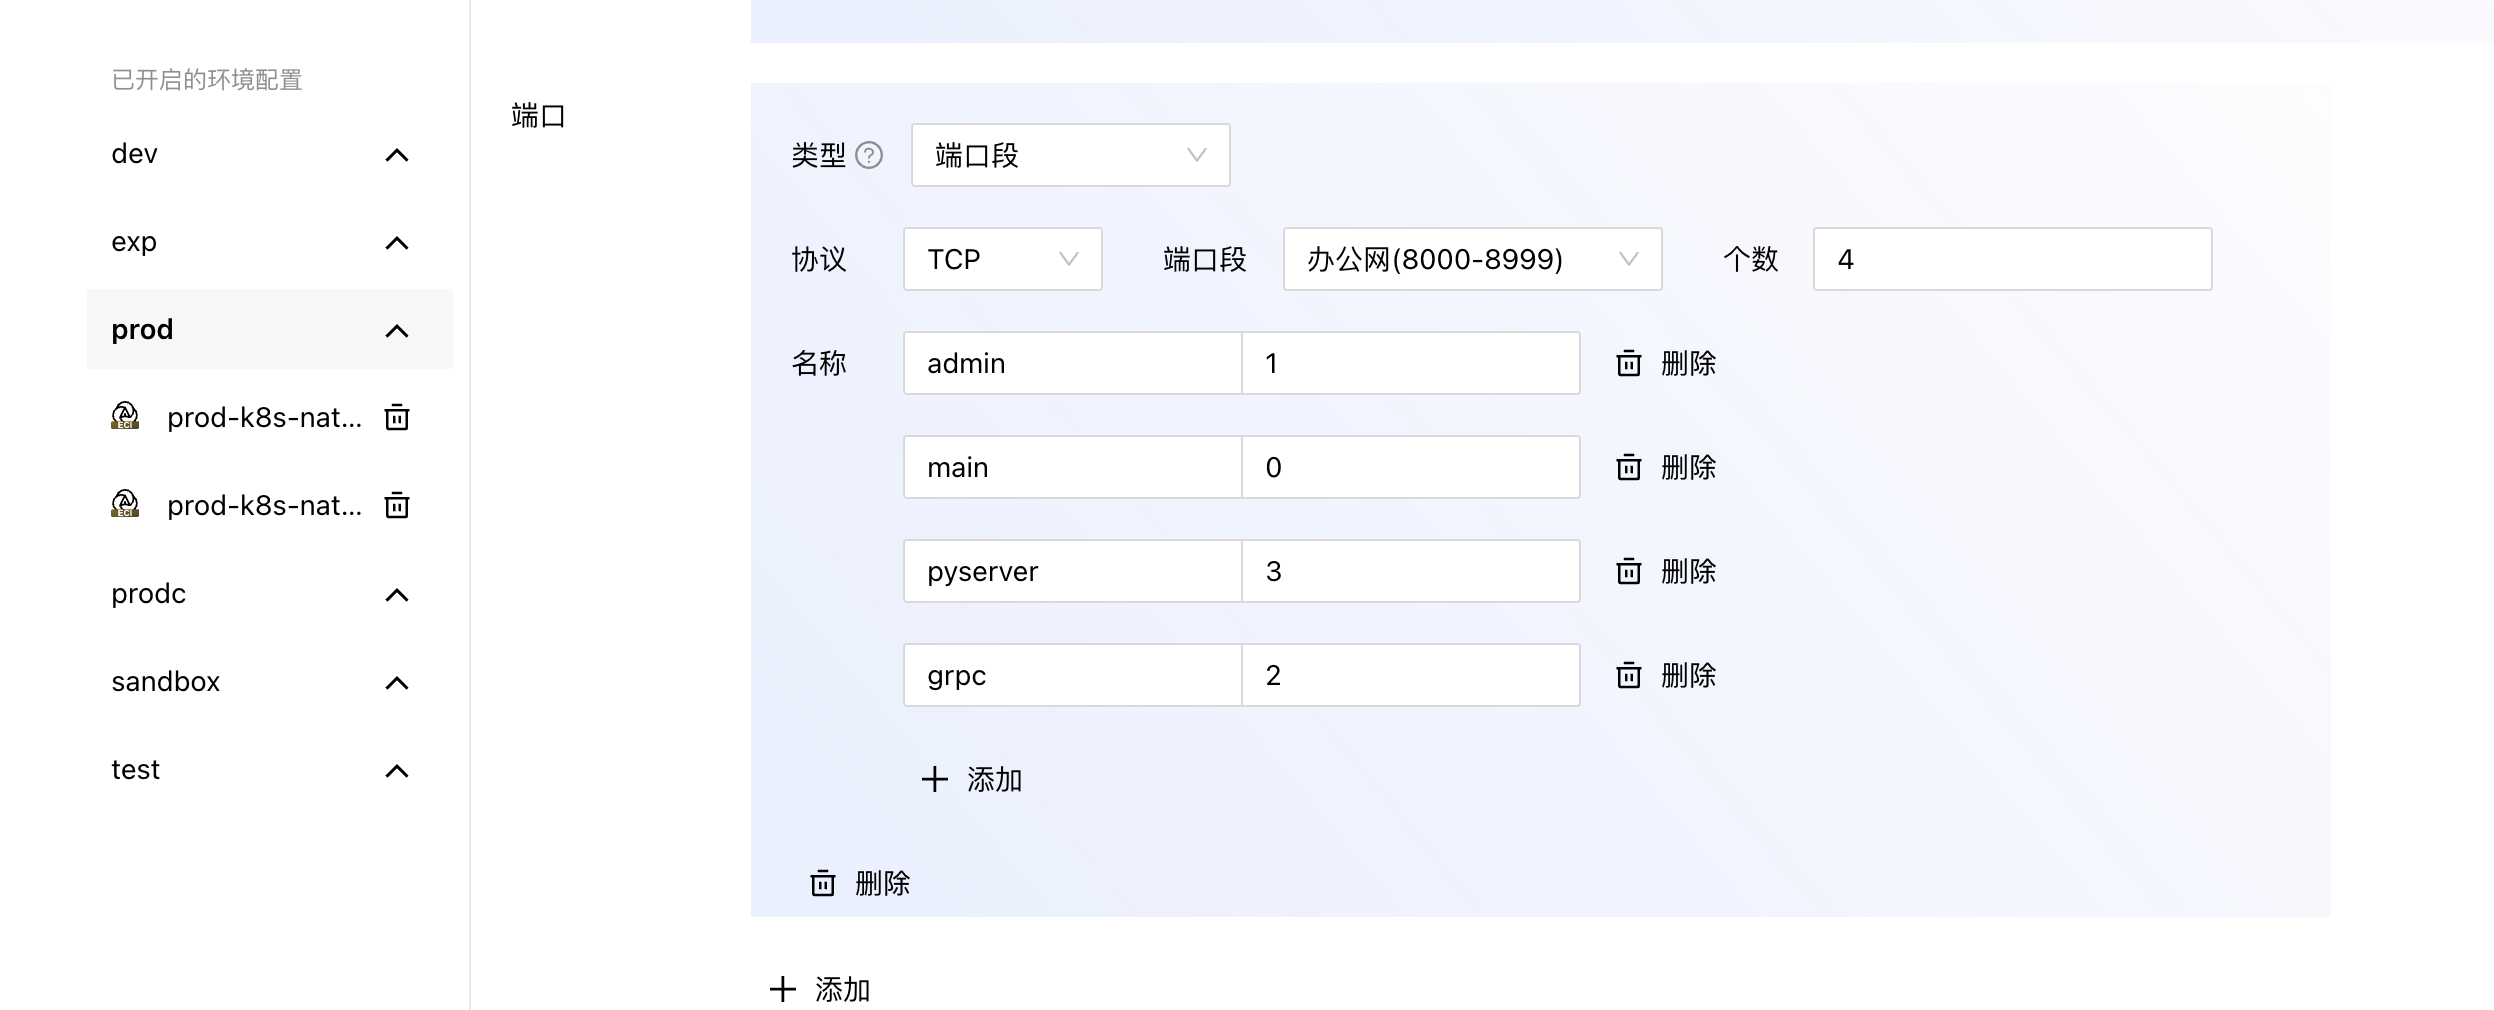 已开启的环境配置
dev
exp
prod
prod-k8s-nat...
prod-k8s-nat...
prodc
sandbox
test
端口
类型 ? 端口段
协议 TCP 端口段 办公网(8000-8999) 个数 4
名称 admin 1 删除
main 0 删除
pyserver 3 删除
grpc 2 删除
添加
删除
添加